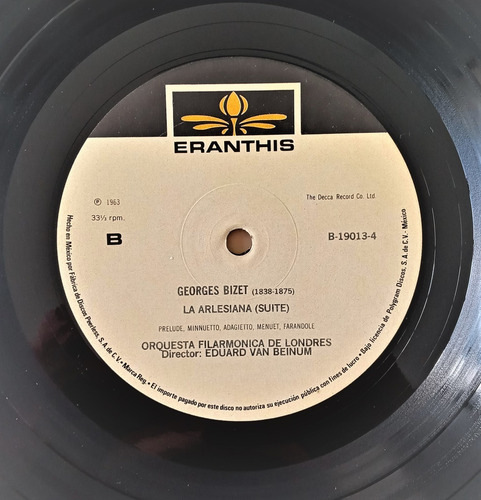 ERANTHIS
℗ 1963
33⅓ rpm.
The Decca Record Co. Ltd
B
B-19013-4
GEORGES BIZET (1838-1875)
LA ARLESIANA (SUITE)
PRELUDE, MINNUETTO, ADAGIETTO, MENUET, FARANDOLE
ORQUESTA FILARMONICA DE LONDRES
Director: EDUARD VAN BEINUM
Hecho en México por Fábrica de Discos Peerless, S.A. de C.V. • Marca Reg. • El importe pagado por este disco no autoriza su ejecución pública con fines de lucro • Bajo licencia de Polygram Discos, S.A. de C.V. - México